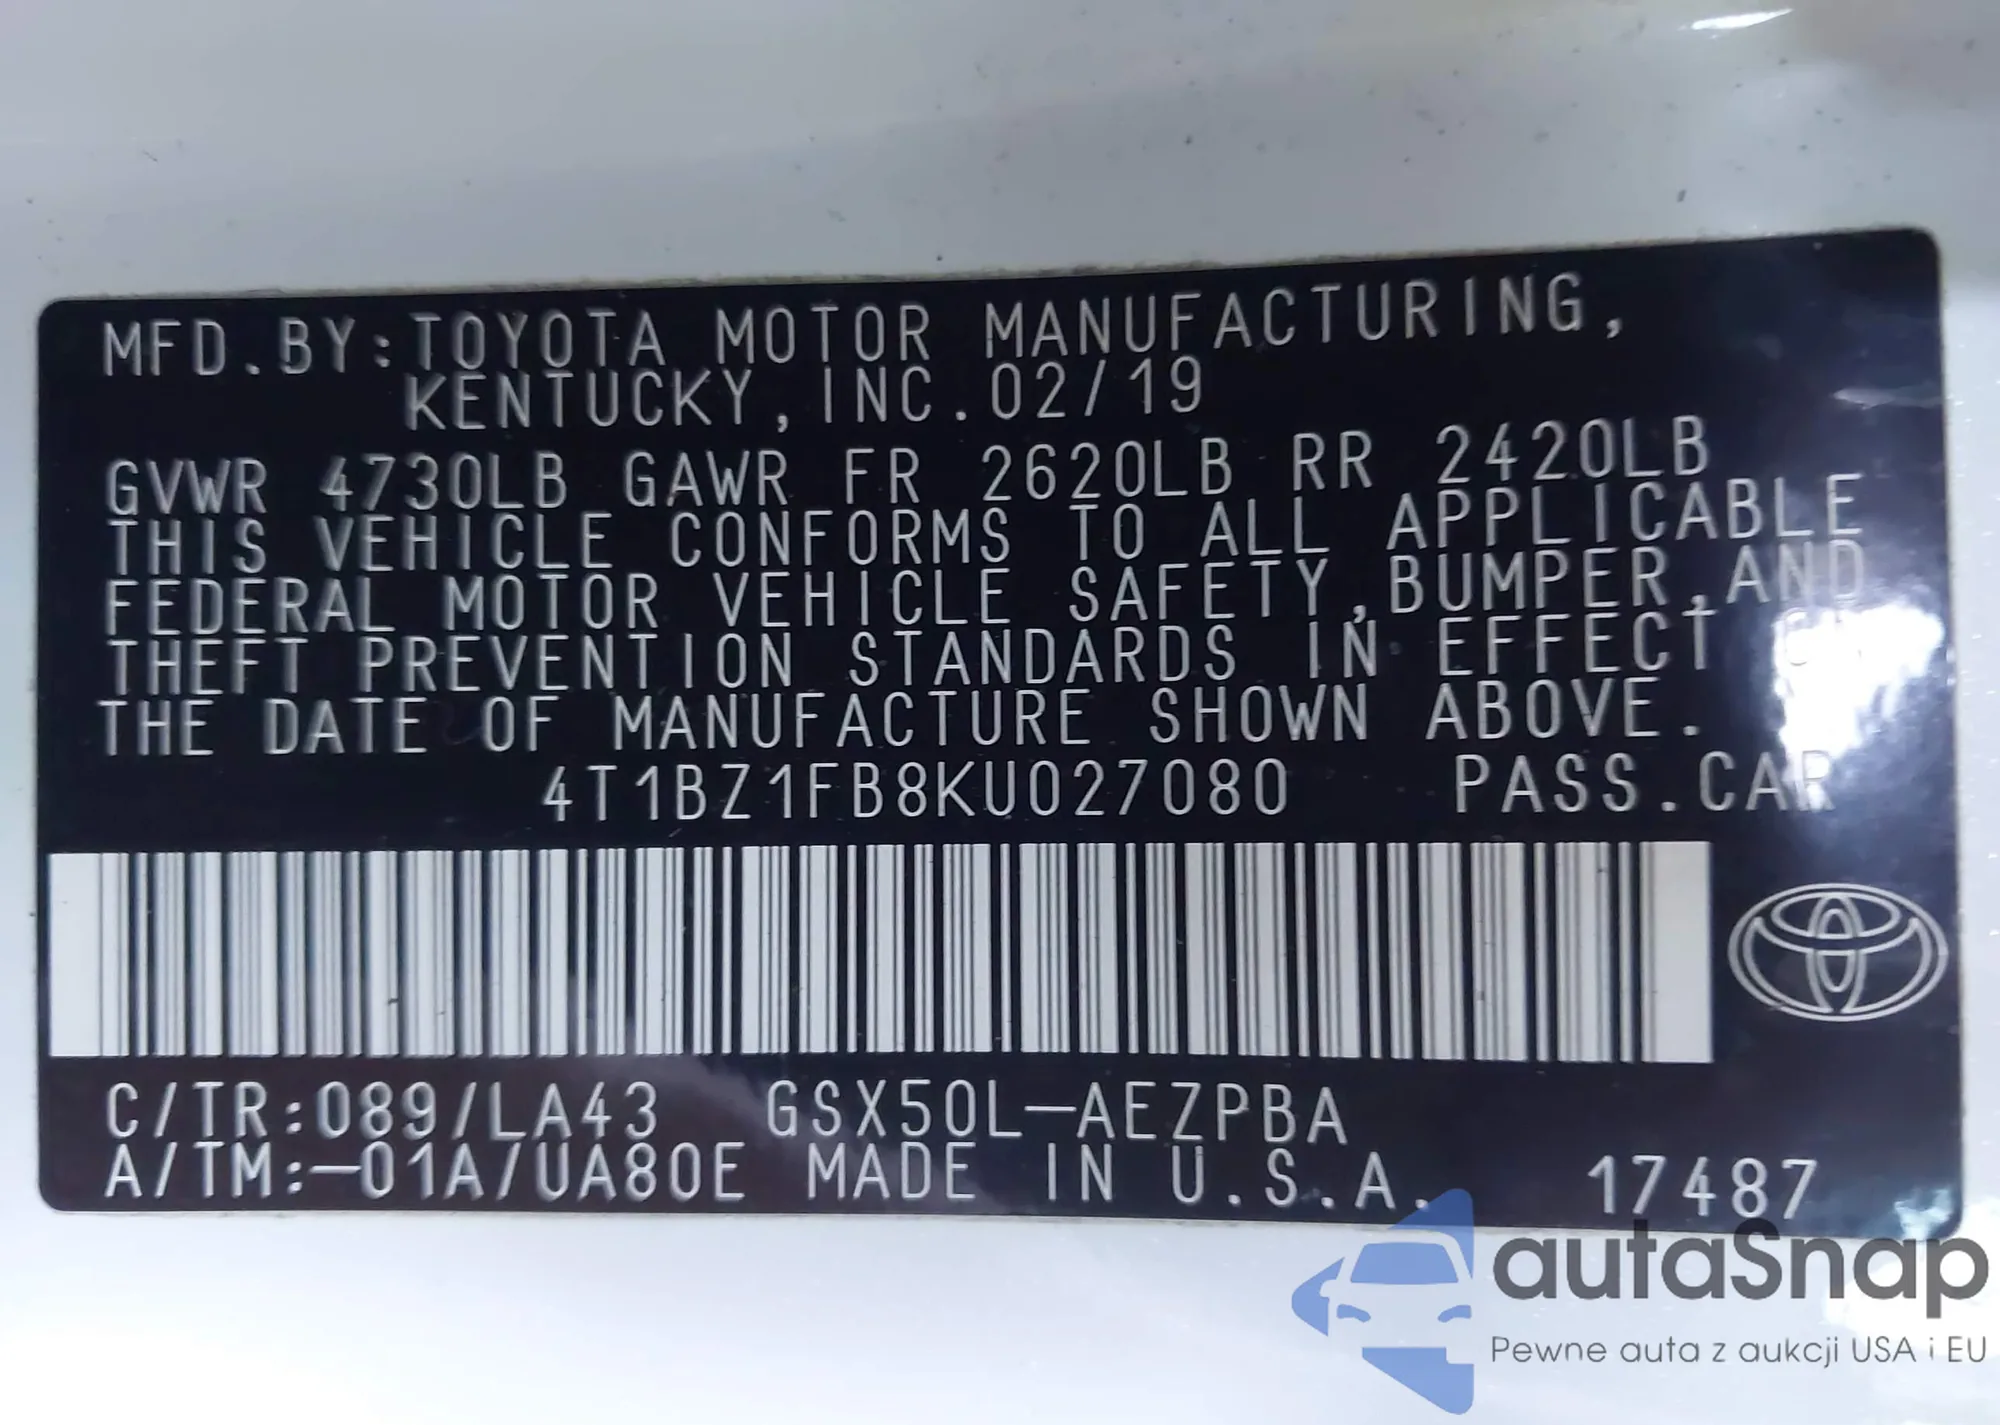 MFD.BY:TOYOTA MOTOR MANUFACTURING,
KENTUCKY,INC.02/19
GVWR 4730LB GAWR FR 2620LB RR 2420LB
THIS VEHICLE CONFORMS TO ALL APPLICABLE
FEDERAL MOTOR VEHICLE SAFETY,BUMPER,AND
THEFT PREVENTION STANDARDS IN EFFECT
THE DATE OF MANUFACTURE SHOWN ABOVE.
4T1BZ1FB8KU027080 PASS.CAR
C/TR:089/LA43 GSX50L-AEZPBA
A/TM:-01A/UA80E MADE IN U.S.A. 17487
autaSnap
Pewne auta z aukcji USA i EU